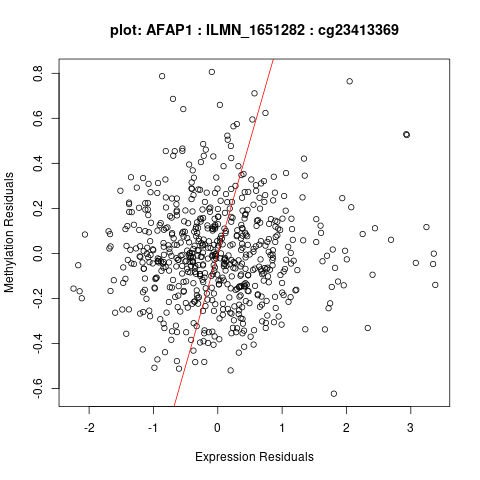 plot: AFAP1 : ILMN_1651282 : cg23413369
Methylation Residuals
0.8
0.6
0.4
0.2
0.0
-0.2
-0.4
-0.6
-2 -1 0 1 2 3
Expression Residuals